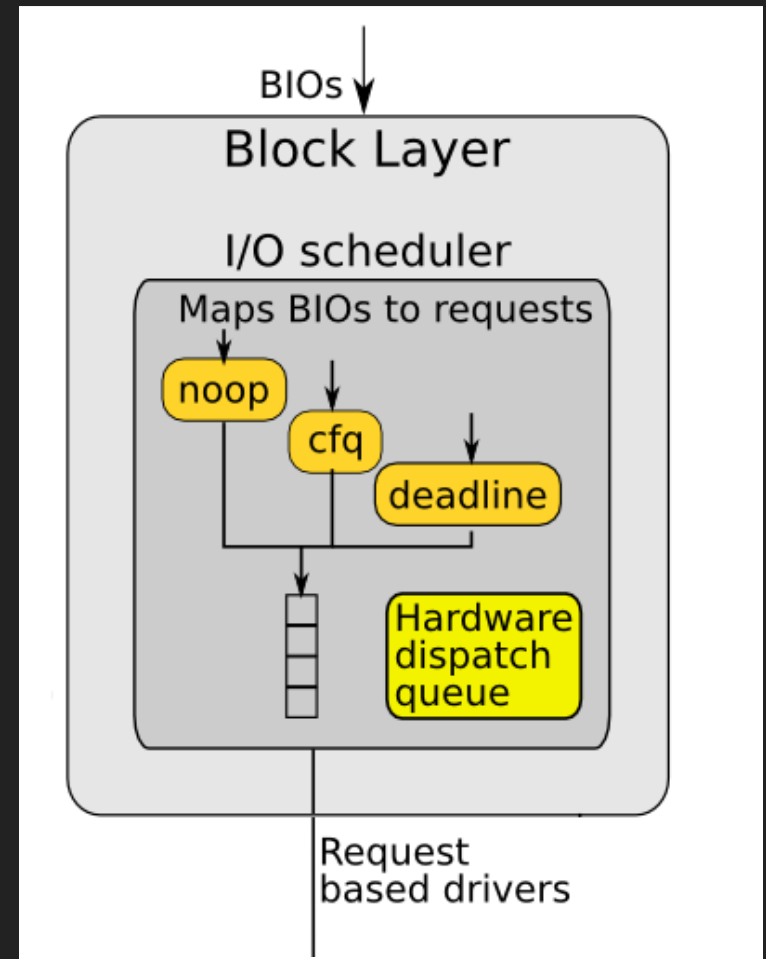 BIOs
Block Layer
I/O scheduler
Maps BIOs to requests
noop
cfq
deadline
Hardware
dispatch
queue
Request
based drivers